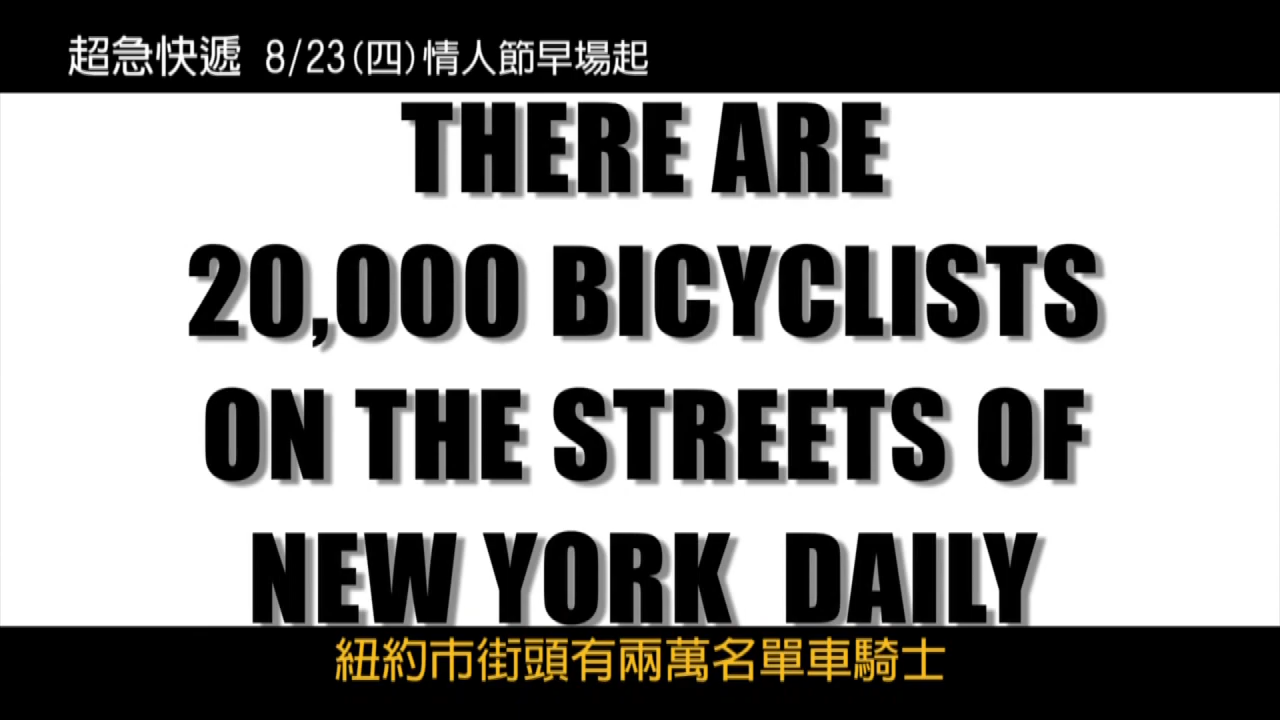 超急快遞 8/23(四)情人節早場起
THERE ARE
20,000 BICYCLISTS
ON THE STREETS OF
NEW YORK DAILY
紐約市街頭有兩萬名單車騎士